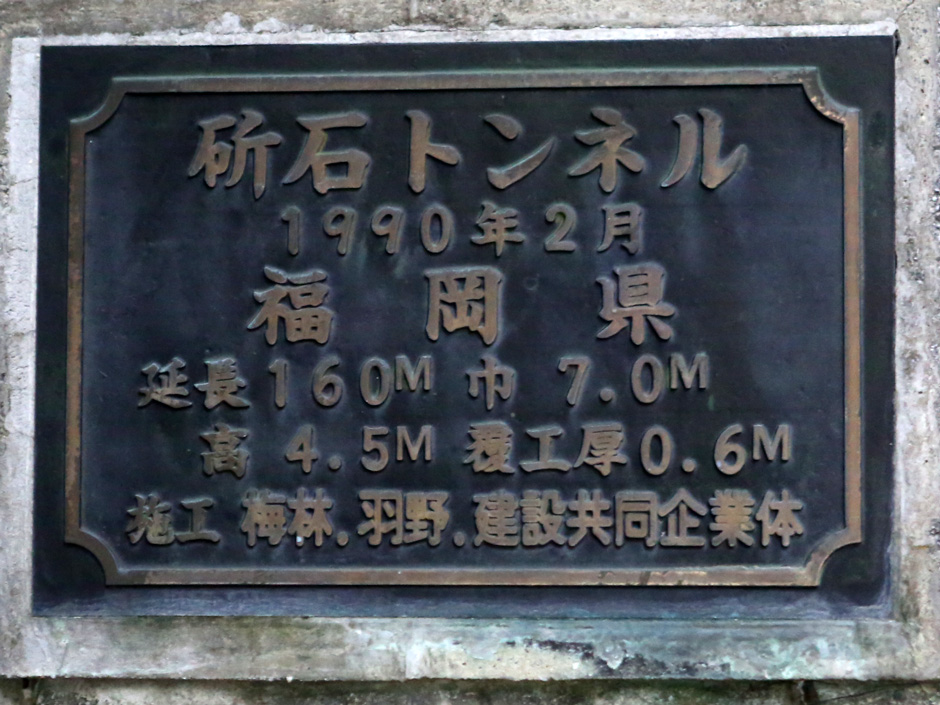 斫石トンネル
1990年2月
福岡県
延長160M 巾 7.0M
高 4.5M 覆工厚0.6M
施工 梅林.羽野.建設共同企業体